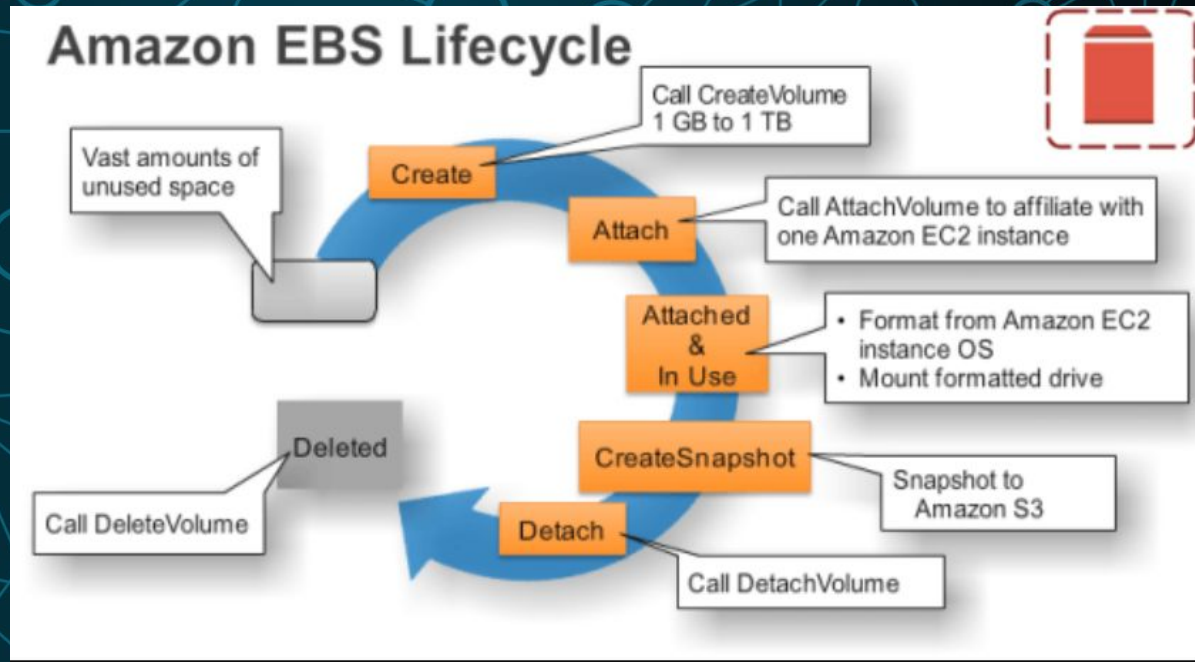 Amazon EBS Lifecycle
Call CreateVolume
1 GB to 1 TB
Vast amounts of
unused space
Create
Attach
Call AttachVolume to affiliate with
one Amazon EC2 instance
Attached
&
In Use
• Format from Amazon EC2
instance OS
• Mount formatted drive
CreateSnapshot
Snapshot to
Amazon S3
Detach
Call DetachVolume
Deleted
Call DeleteVolume